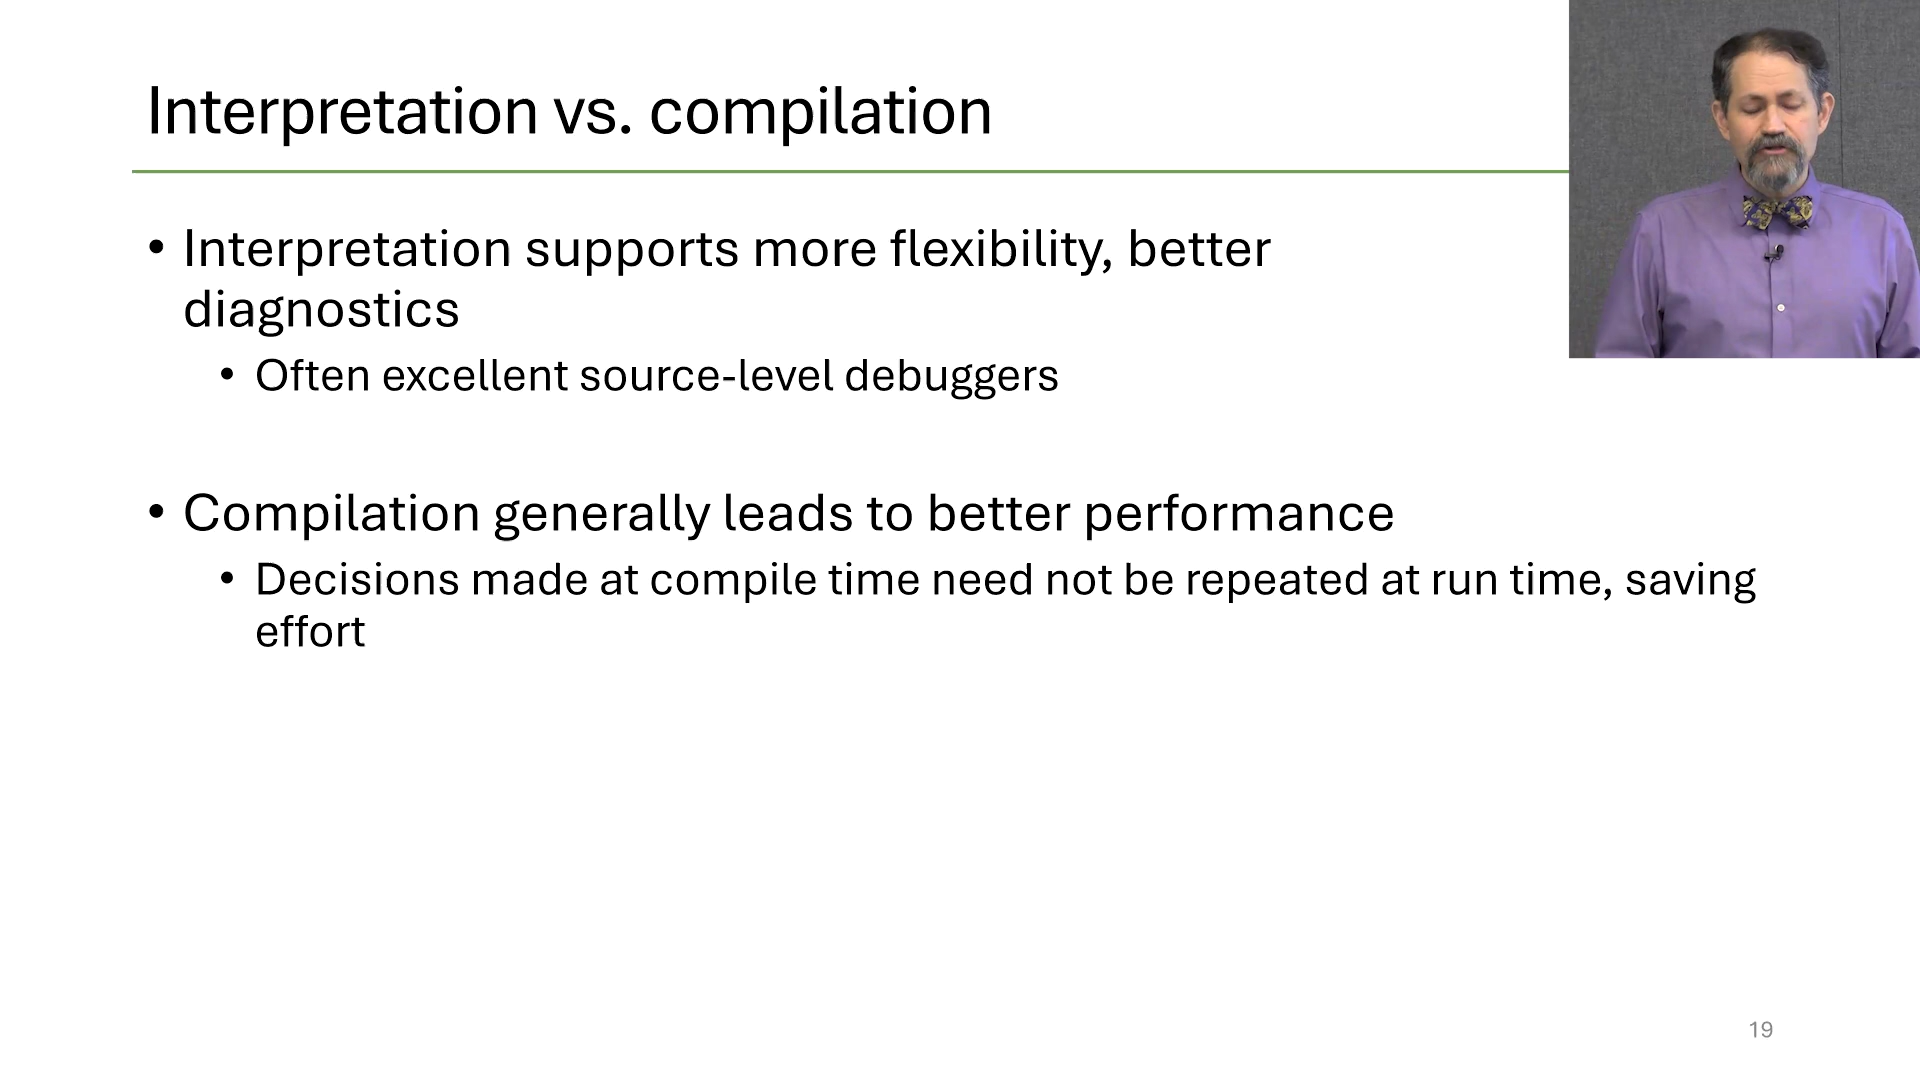 Interpretation vs. compilation
• Interpretation supports more flexibility, better
diagnostics
• Often excellent source-level debuggers
• Compilation generally leads to better performance
• Decisions made at compile time need not be repeated at run time, saving
effort
19